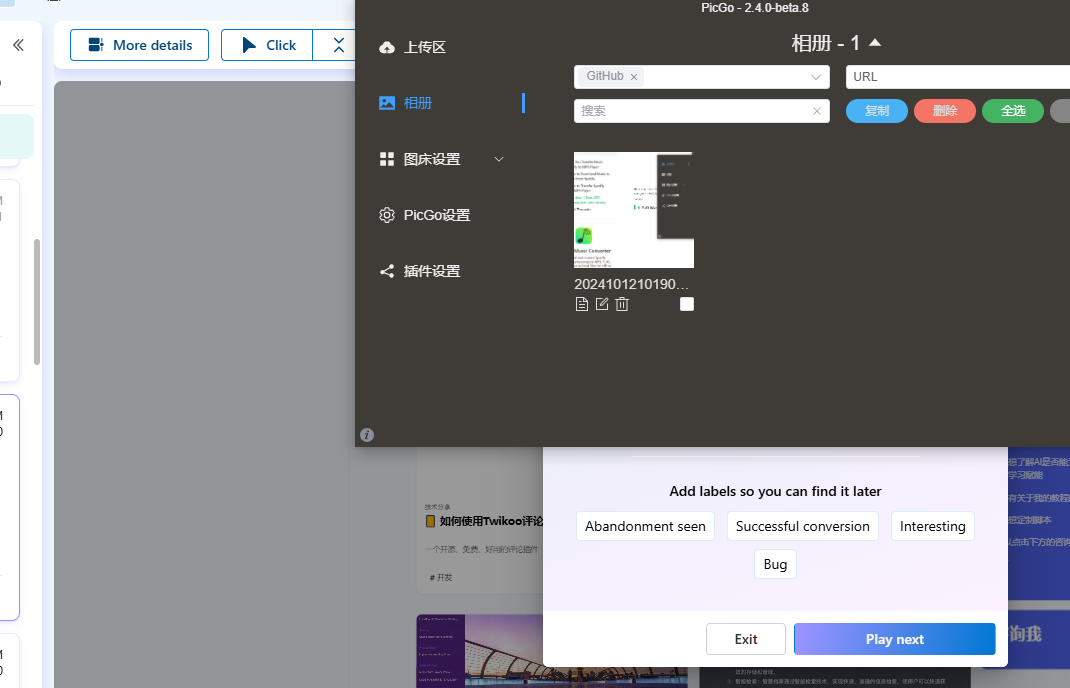 More details
Click
PicGo - 2.4.0-beta.8
上传区
相册
图床设置
PicGo设置
插件设置
相册 - 1
GitHub
URL
搜索
复制
删除
全选
Music Converter
202410121019​0...
Add labels so you can find it later
Abandonment seen
Successful conversion
Interesting
Bug
Exit
Play next
技术分享
如何使用Twikoo评论
一个开源、免费、好用的评论插件
# 开发
想了解AI是否能
学习赋能
有关于我的教程
想定制脚本
以点击下方的咨询
询我